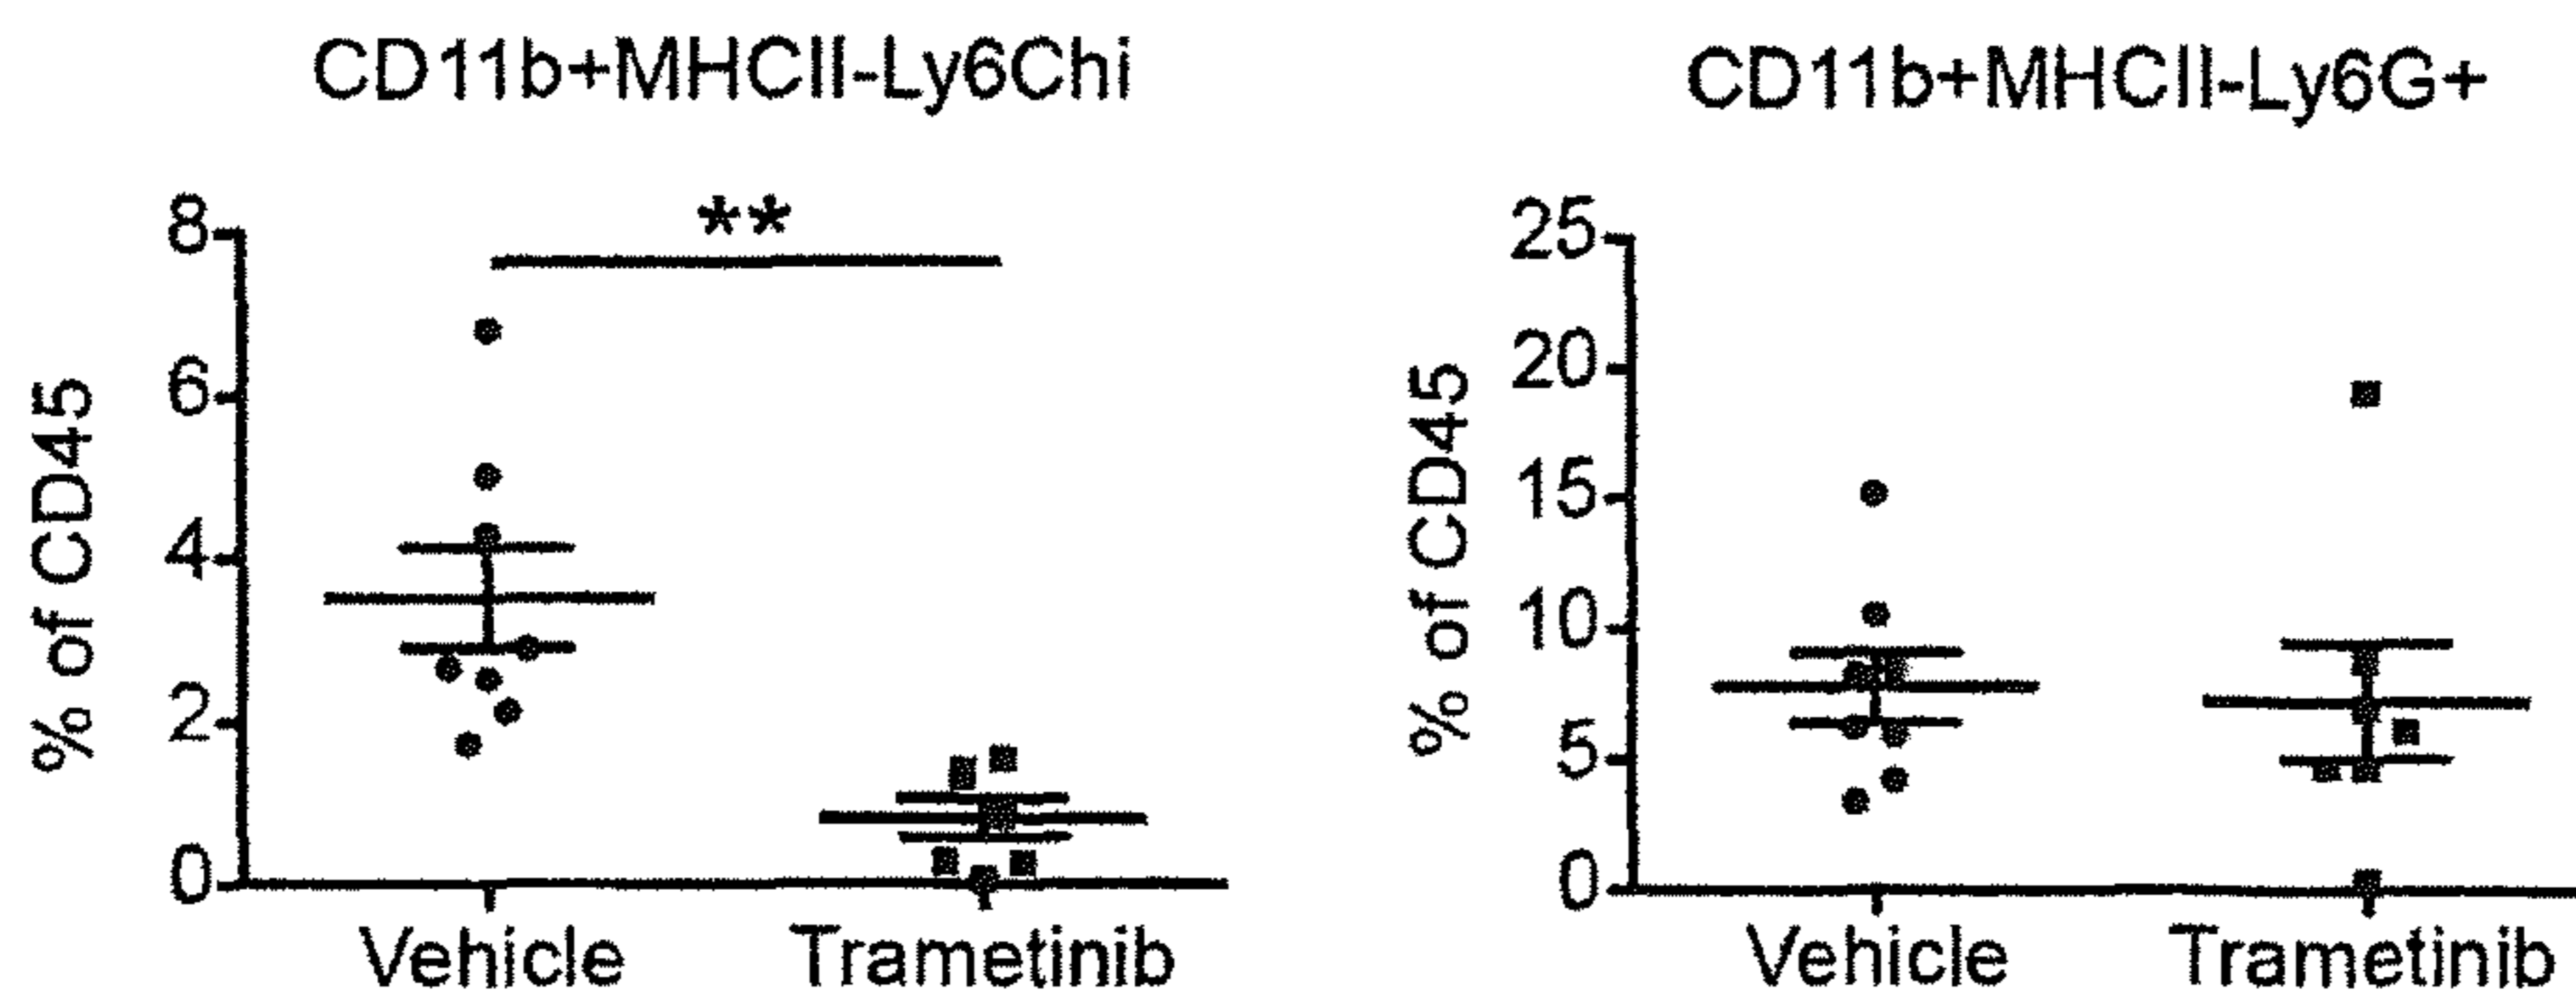 CD11b+MHCII-Ly6Chi
**
% of CD45
8
6
4
2
0
Vehicle Trametinib
CD11b+MHCII-Ly6G+
% of CD45
25
20
15
10
5
0
Vehicle Trametinib